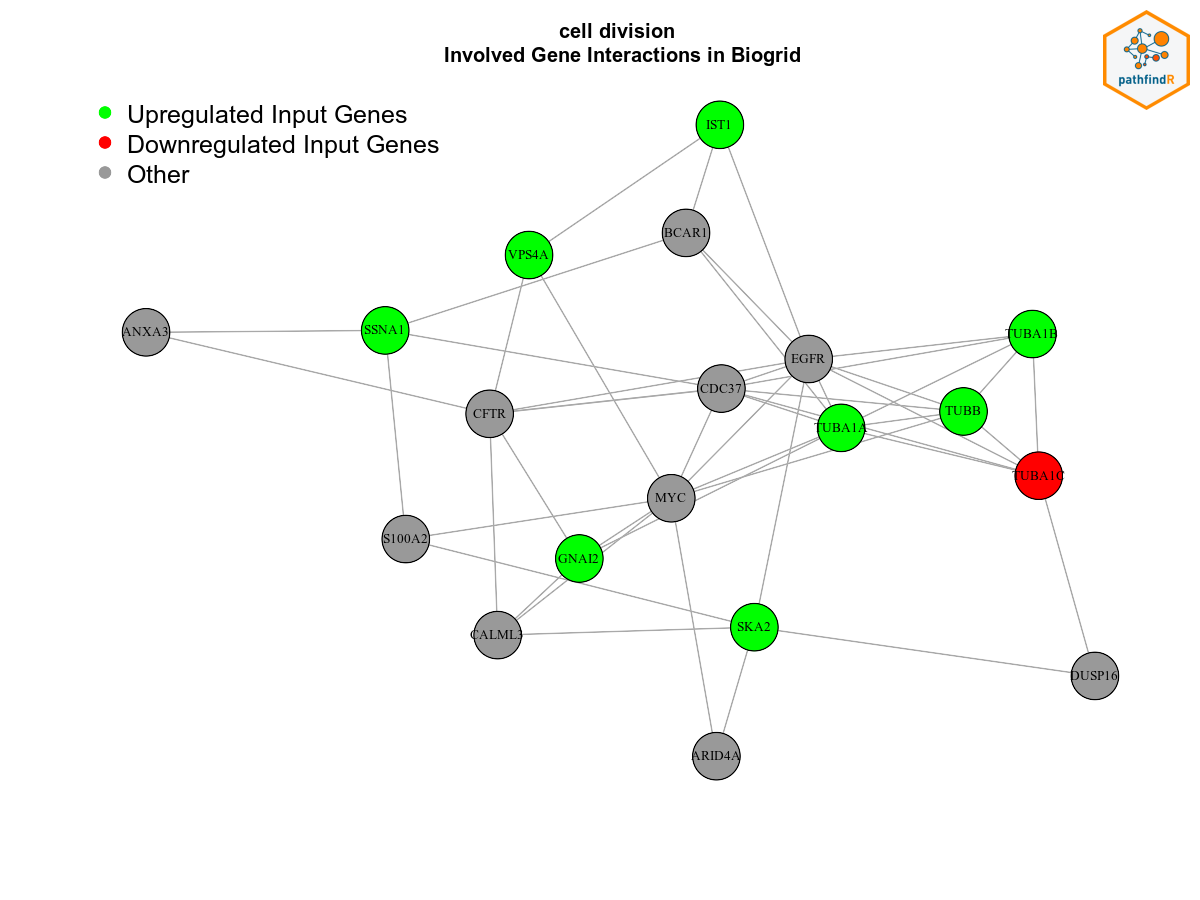 cell division
Involved Gene Interactions in Biogrid
pathfindR
Upregulated Input Genes
Downregulated Input Genes
Other
IST1
BCAR1
VPS4A
ANXA3
SSNA1
TUBA1B
EGFR
CDC37
CFTR
TUBB
TUBA1A
TUBA1C
MYC
S100A2
GNAI2
CALML3
SKA2
DUSP16
ARID4A